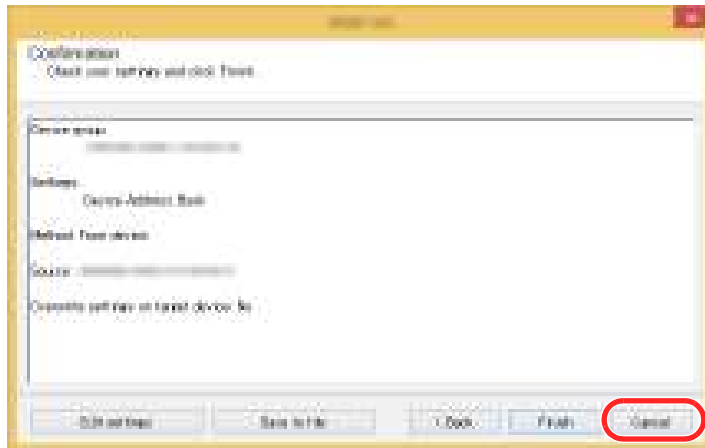 Confirmation
Check your settings and click Finish.
Device group:
Settings:
Device Address Book
Method: From device
Source:
Overwrite settings on target device: No
Edit settings
Save to File
< Back
Finish
Cancel